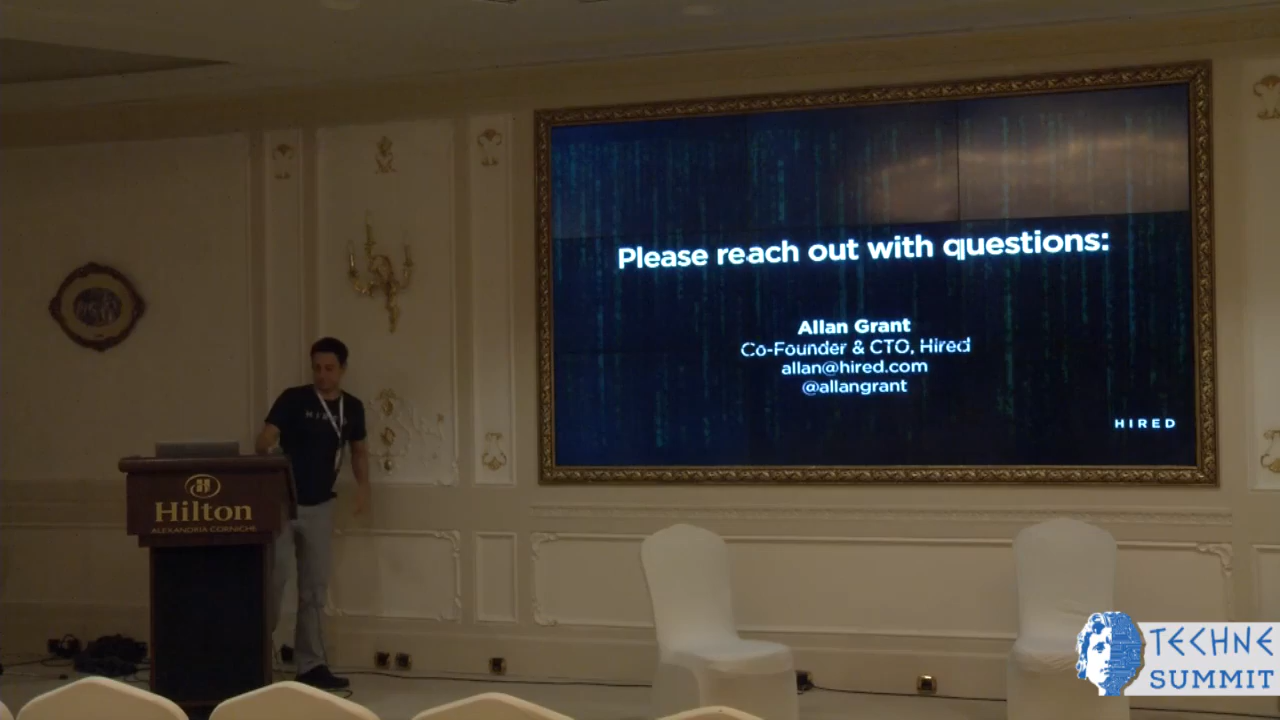 Please reach out with questions:
Allan Grant
Co-Founder & CTO, Hired
allan@hired.com
@allangrant
HIRED
HIRED
Hilton
ALEXANDRIA CORNICHE
TECHNE
SUMMIT